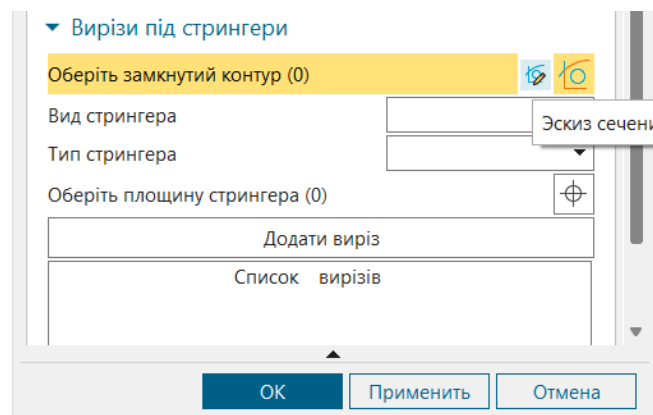 Вирізи під стрингери
Оберіть замкнутий контур (0)
Вид стрингера
Эскиз сечени
Тип стрингера
Оберіть площину стрингера (0)
Додати виріз
Список вирізів
ОК
Применить
Отмена